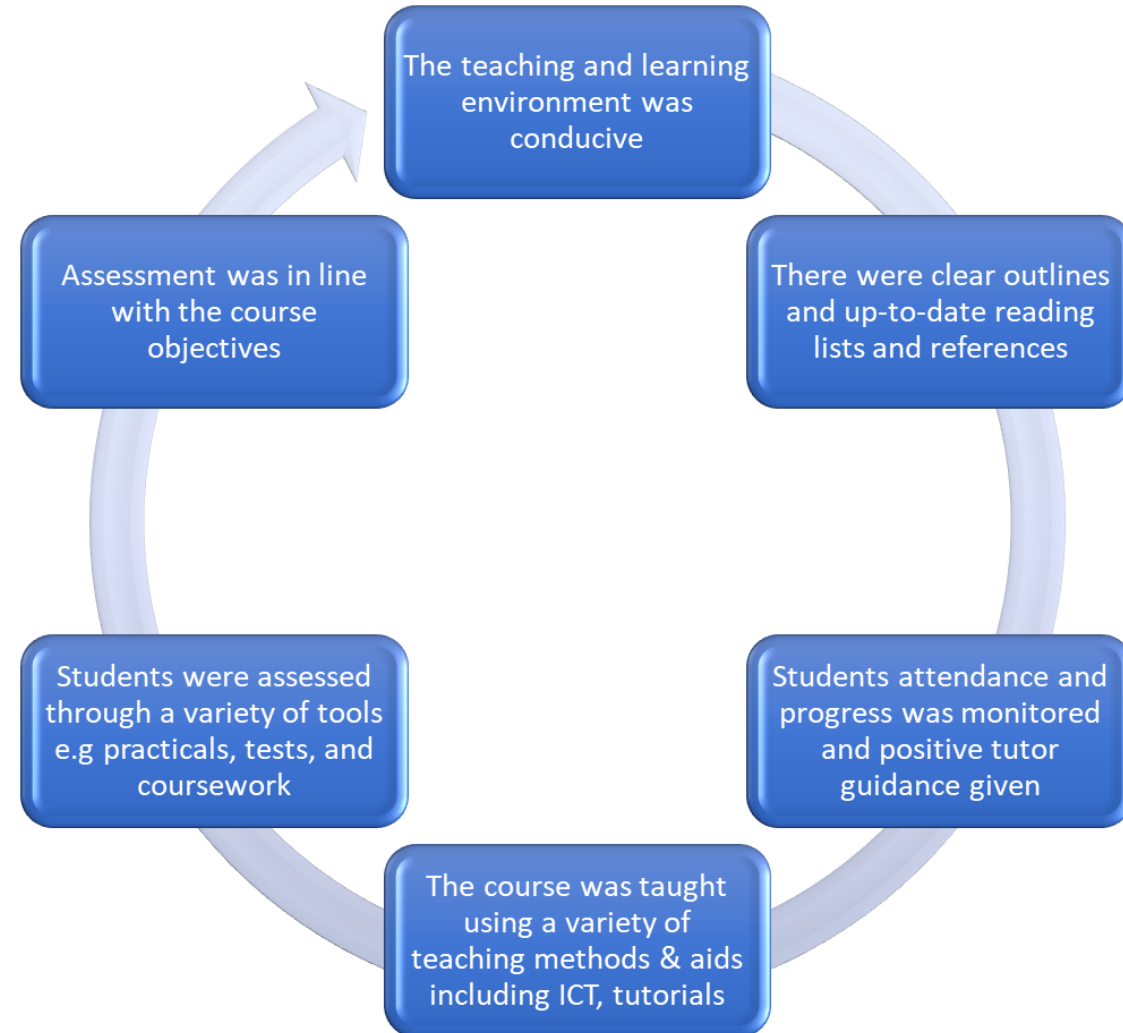 The teaching and learning
environment was
conducive
There were clear outlines
and up-to-date reading
lists and references
Students attendance and
progress was monitored
and positive tutor
guidance given
The course was taught
using a variety of
teaching methods & aids
including ICT, tutorials
Students were assessed
through a variety of tools
e.g practicals, tests, and
coursework
Assessment was in line
with the course
objectives